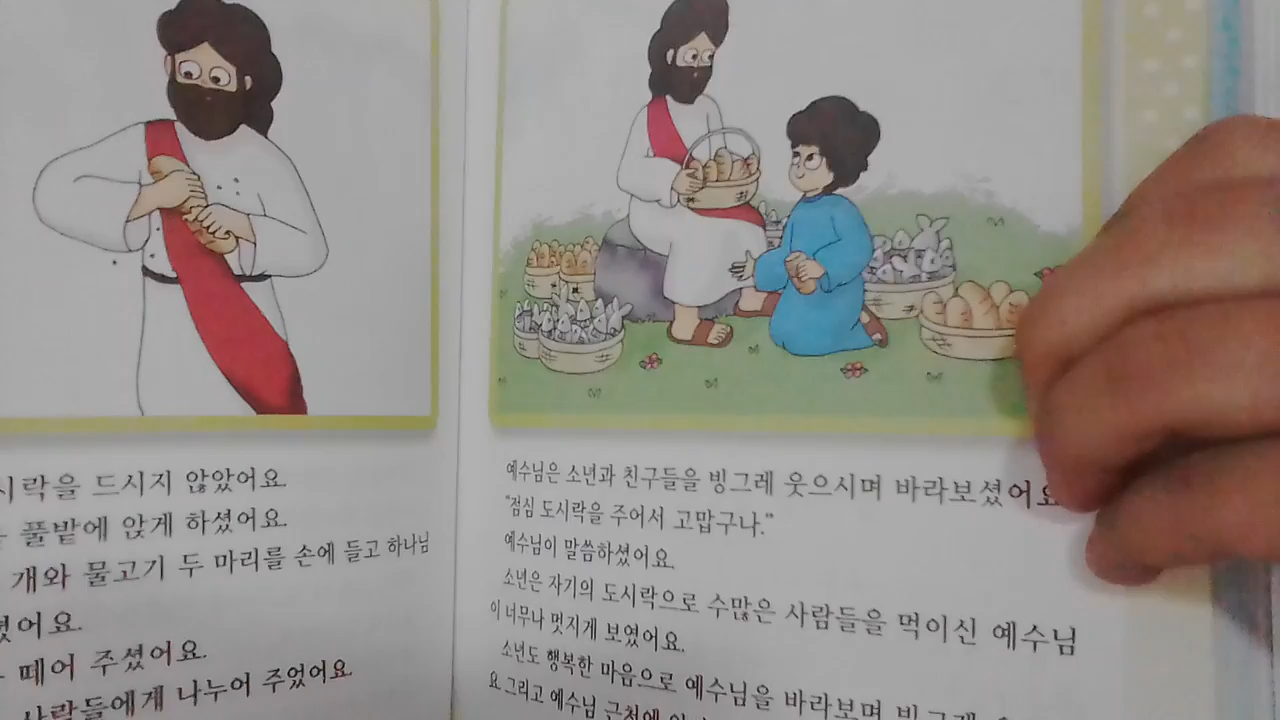 시락을 드시지 않았어요.
풀밭에 앉게 하셨어요.
개와 물고기 두 마리를 손에 들고 하나님
셨어요.
떼어 주셨어요.
사람들에게 나누어 주었어요.
예수님은 소년과 친구들을 빙그레 웃으시며 바라보셨어요
"점심 도시락을 주어서 고맙구나."
예수님이 말씀하셨어요.
소년은 자기의 도시락으로 수많은 사람들을 먹이신 예수님
이 너무나 멋지게 보였어요.
소년도 행복한 마음으로 예수님을 바라보며 빙그레
요. 그리고 예수님 근처에